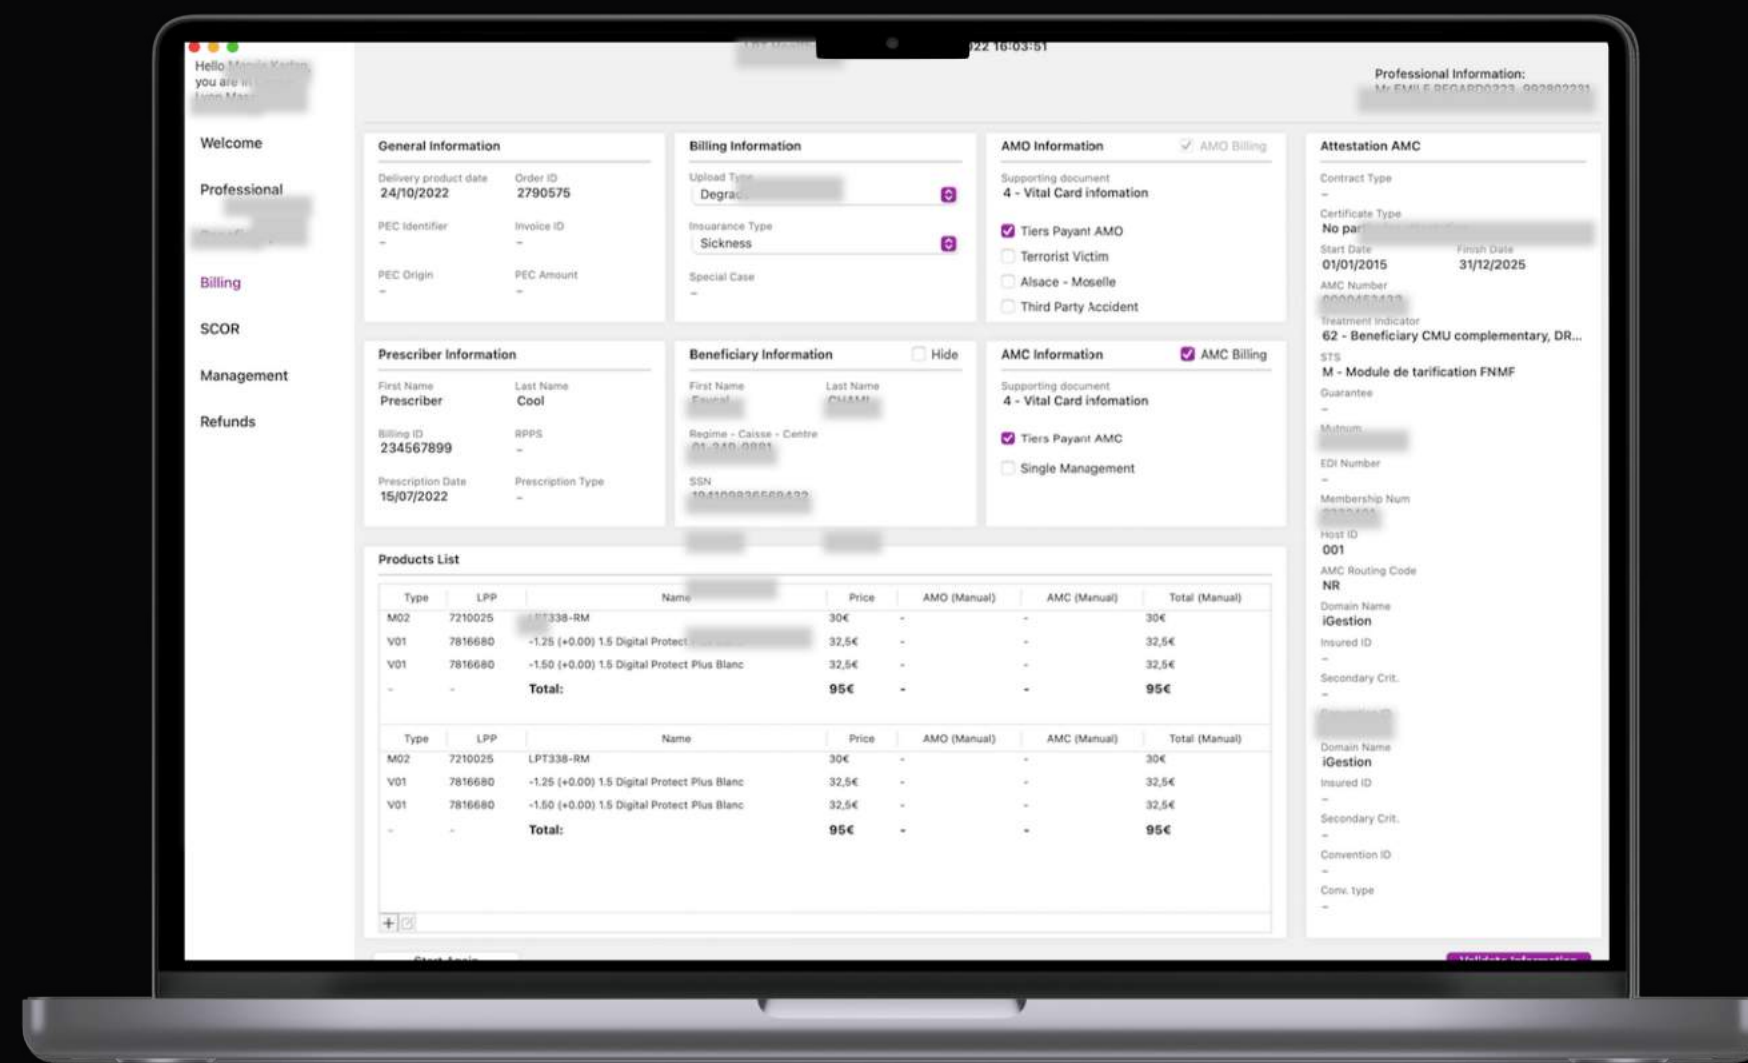 22 16:03:51
Hello
you are in
Professional Information:
Welcome
Professional
Billing
SCOR
Management
Refunds
General Information
Delivery product date Order ID
24/10/2022 2790575
PEC Identifier Invoice ID
– –
PEC Origin PEC Amount
– –
Billing Information
Upload Type
Insuarance Type
Sickness
Special Case
–
AMO Information AMO Billing
Supporting document
4 - Vital Card infomation
Tiers Payant AMO
Terrorist Victim
Alsace - Moselle
Third Party Accident
Prescriber Information
First Name Last Name
Prescriber Cool
Billing ID RPPS
234567899 –
Prescription Date Prescription Type
15/07/2022 –
Beneficiary Information Hide
First Name Last Name
Regime - Caisse - Centre
SSN
AMC Information AMC Billing
Supporting document
4 - Vital Card infomation
Tiers Payant AMC
Single Management
Products List
Type LPP Name Price AMO (Manual) AMC (Manual) Total (Manual)
M02 7210025 338-RM 30€ - - 30€
V01 7816680 -1.25 (+0.00) 1.5 Digital Protect 32,5€ - - 32,5€
V01 7816680 -1.50 (+0.00) 1.5 Digital Protect Plus Blanc 32,5€ - - 32,5€
- - Total: 95€ - - 95€
Type LPP Name Price AMO (Manual) AMC (Manual) Total (Manual)
M02 7210025 LPT338-RM 30€ - - 30€
V01 7816680 -1.25 (+0.00) 1.5 Digital Protect Plus Blanc 32,5€ - - 32,5€
V01 7816680 -1.50 (+0.00) 1.5 Digital Protect Plus Blanc 32,5€ - - 32,5€
- - Total: 95€ - - 95€
+
Start Again
Validate Information
Attestation AMC
Contract Type
–
Certificate Type
No
Start Date Finish Date
01/01/2015 31/12/2025
AMC Number
Treatment Indicator
62 - Beneficiary CMU complementary, DR...
STS
M - Module de tarification FNMF
Guarantee
–
Mutnum
EDI Number
–
Membership Num
Host ID
001
AMC Routing Code
NR
Domain Name
iGestion
Insured ID
–
Secondary Crit.
–
Domain Name
iGestion
Insured ID
–
Secondary Crit.
–
Convention ID
–
Conv. type
–